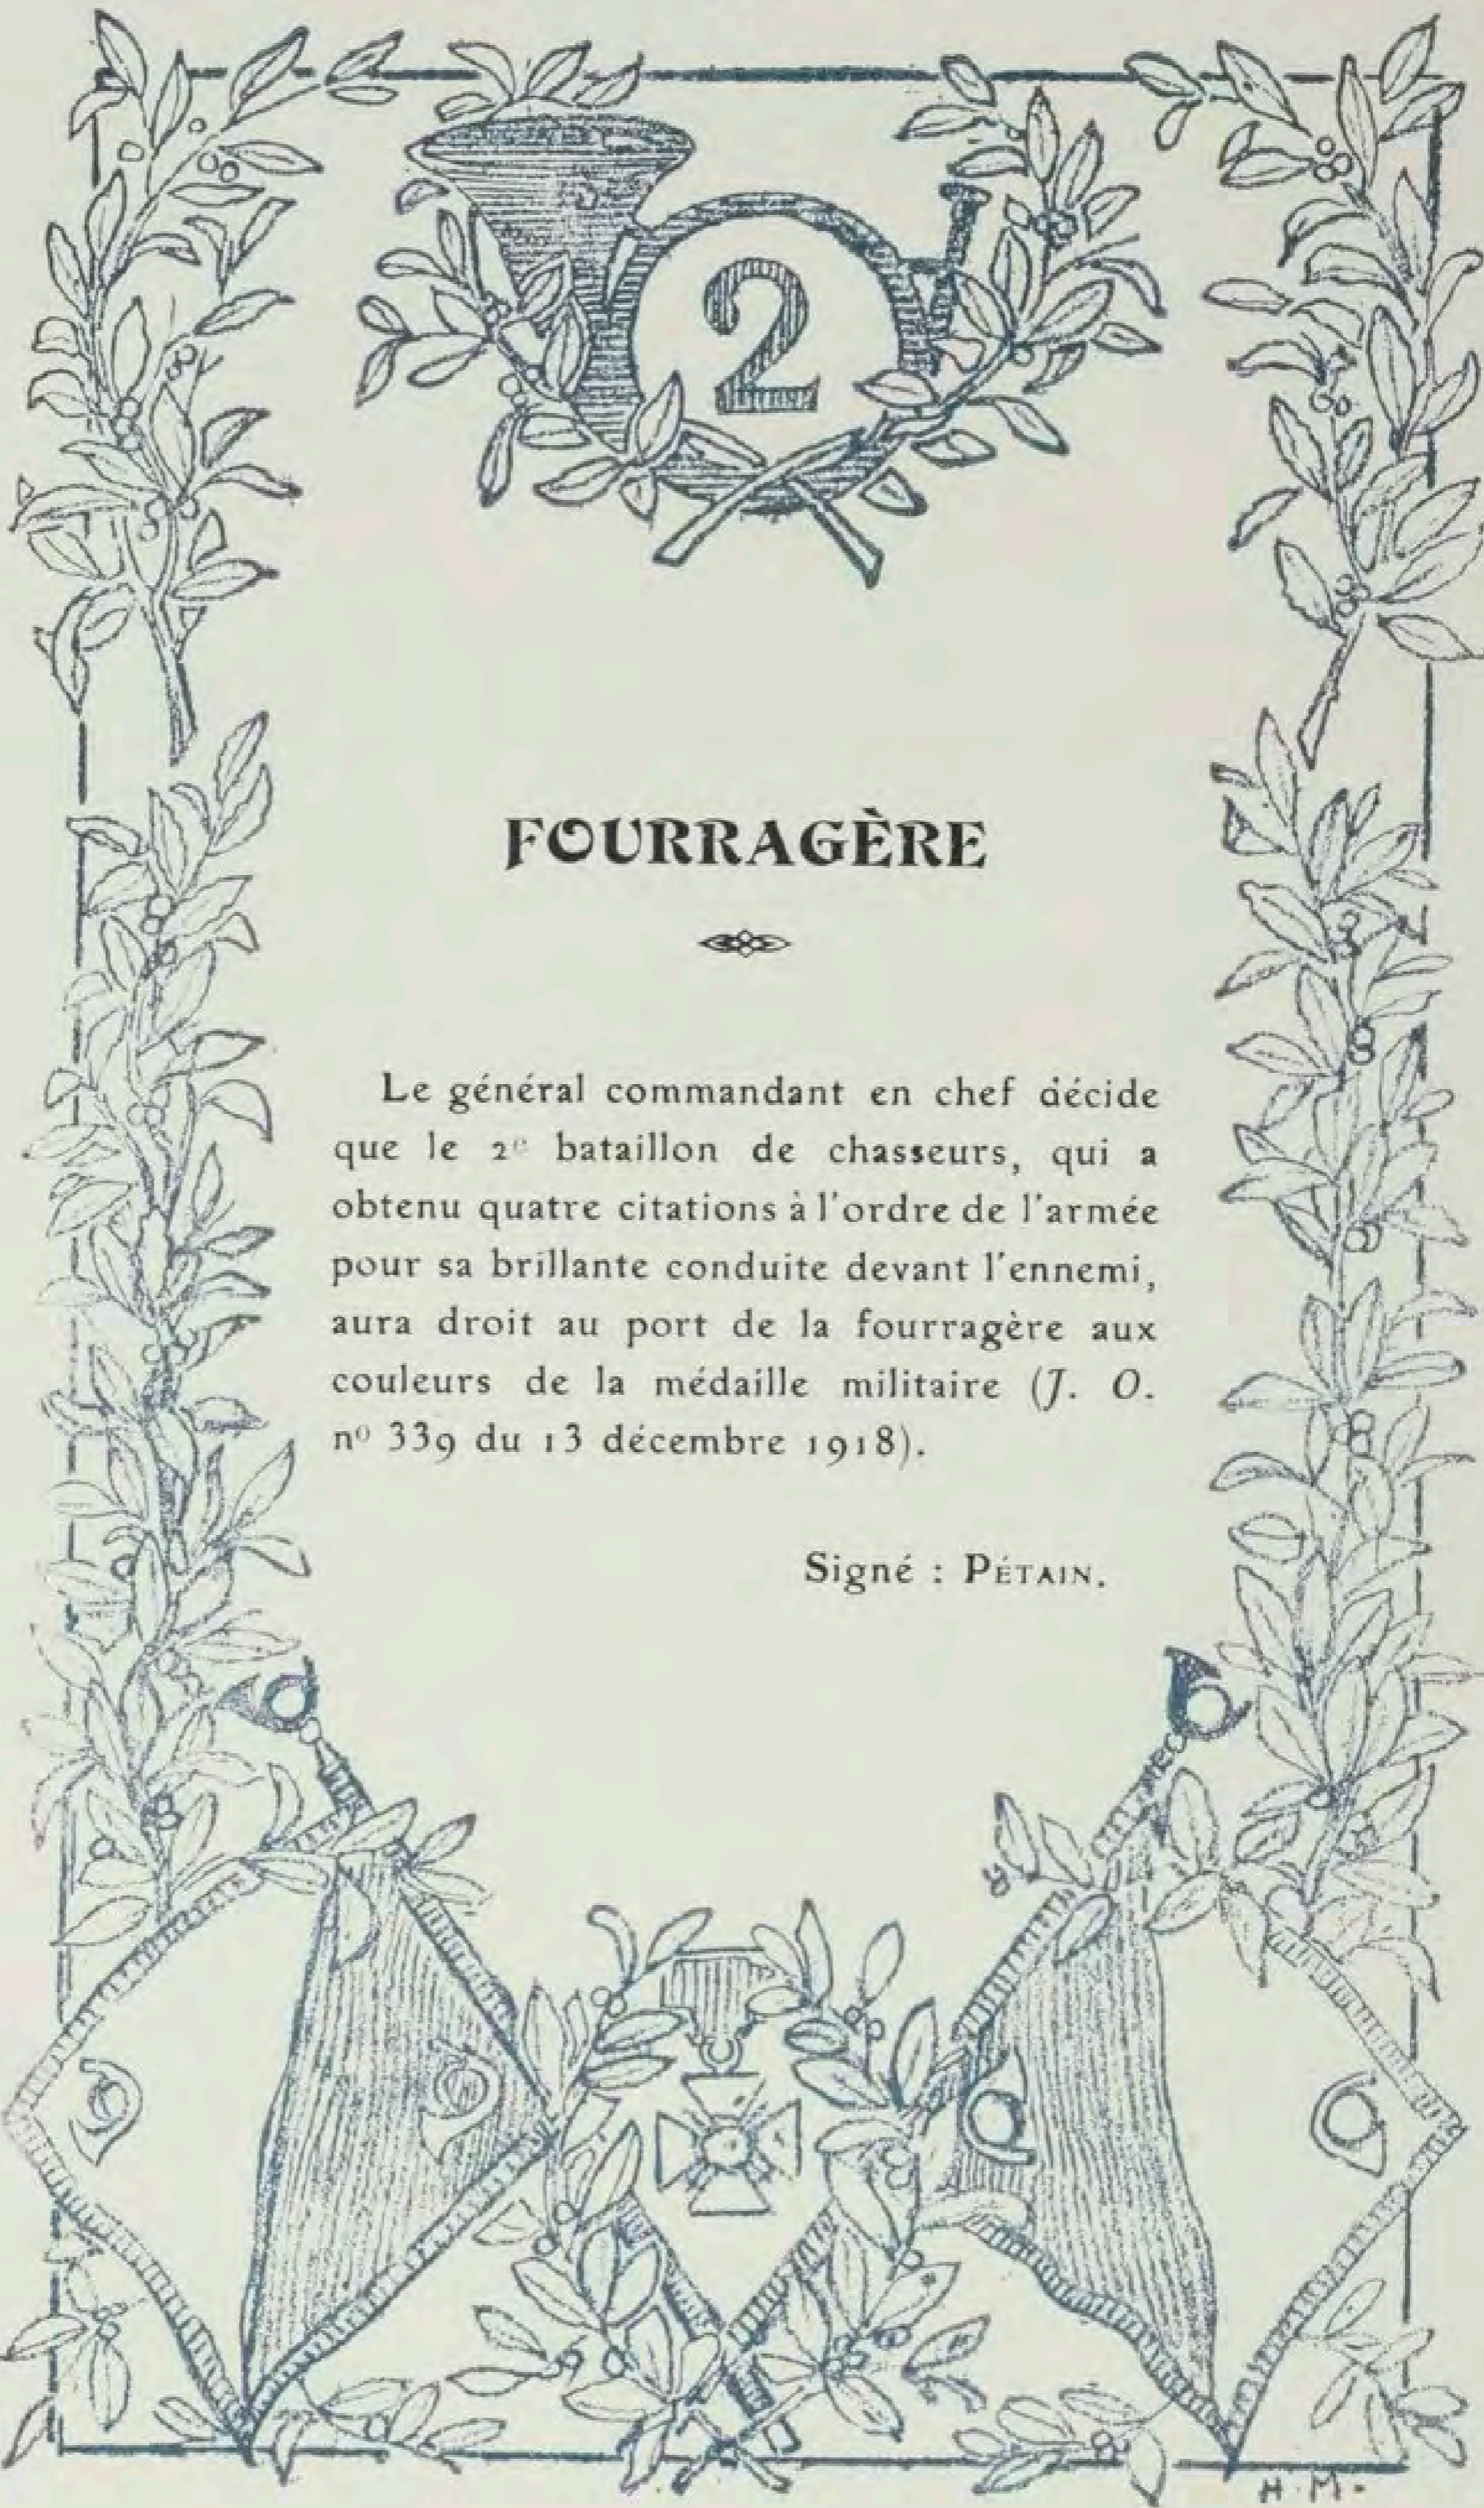 2
FOURRAGÈRE
Le général commandant en chef décide
que le 2e bataillon de chasseurs, qui a
obtenu quatre citations à l'ordre de l'armée
pour sa brillante conduite devant l'ennemi,
aura droit au port de la fourragère aux
couleurs de la médaille militaire (J. O.
no 339 du 13 décembre 1918).
Signé : PÉTAIN.
H. M.